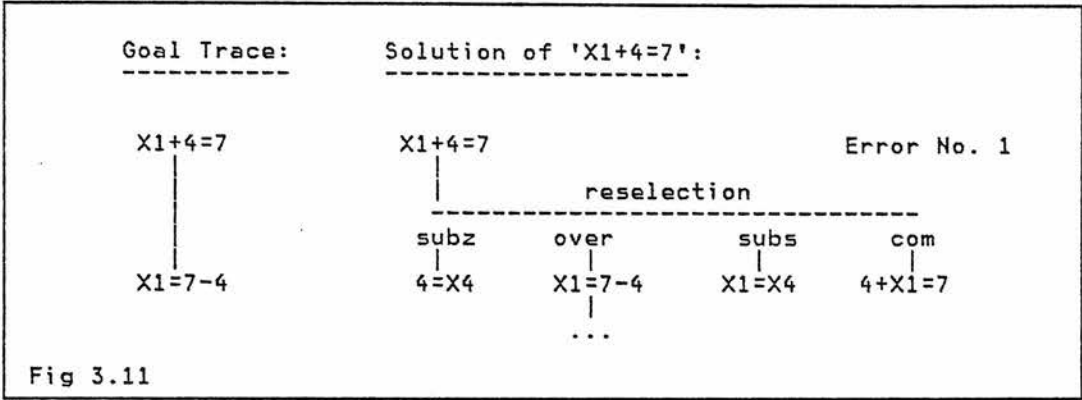 Goal Trace: Solution of 'X1+4=7':
X1+4=7 X1+4=7 Error No. 1
reselection
subz over subs com
X1=7-4 4=X4 X1=7-4 X1=X4 4+X1=7
...
Fig 3.11